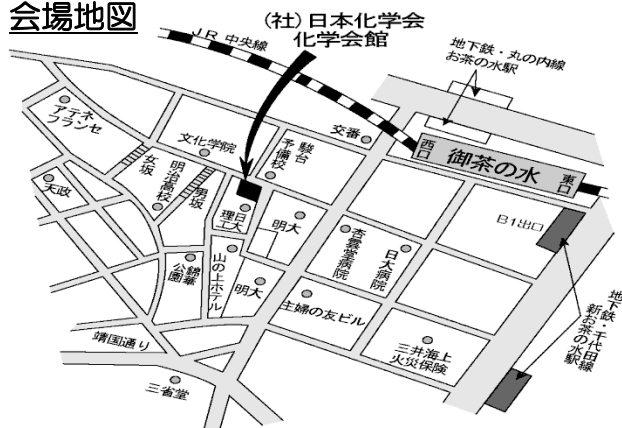 会場地図
(社)日本化学会
化学会館
J.R.中央線
地下鉄・丸の内線
お茶の水駅
アテネ
フランセ
文化学院
駿台
予備校
交番
西口
御茶の水
東口
女坂
明治高校
男坂
天政
日大
理工
明大
杏雲堂病院
日大
病院
B1出口
錦華
公園
山の上ホテル
明大
主婦の友ビル
地下鉄・千代田線
新お茶の水駅
靖国通り
三井海上
火災保険
三省堂